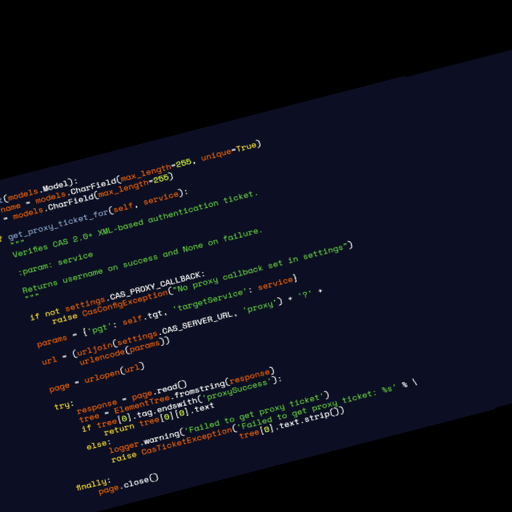 (models.Model):
name = models.CharField(max_length=255, unique=True)
= models.CharField(max_length=255)
get_proxy_ticket_for(self, service):
"""
Verifies CAS 2.0+ XML-based authentication ticket.
:param: service
Returns username on success and None on failure.
"""
if not settings.CAS_PROXY_CALLBACK:
raise CasConfigException("No proxy callback set in settings")
params = {'pgt': self.tgt, 'targetService': service}
url = (urljoin(settings.CAS_SERVER_URL, 'proxy') + '?' +
urlencode(params))
page = urlopen(url)
try:
response = page.read()
tree = ElementTree.fromstring(response)
if tree[0].tag.endswith('proxySuccess'):
return tree[0][0].text
else:
logger.warning('Failed to get proxy ticket')
raise CasTicketException('Failed to get proxy ticket: %s' % \
tree[0].text.strip())
finally:
page.close()